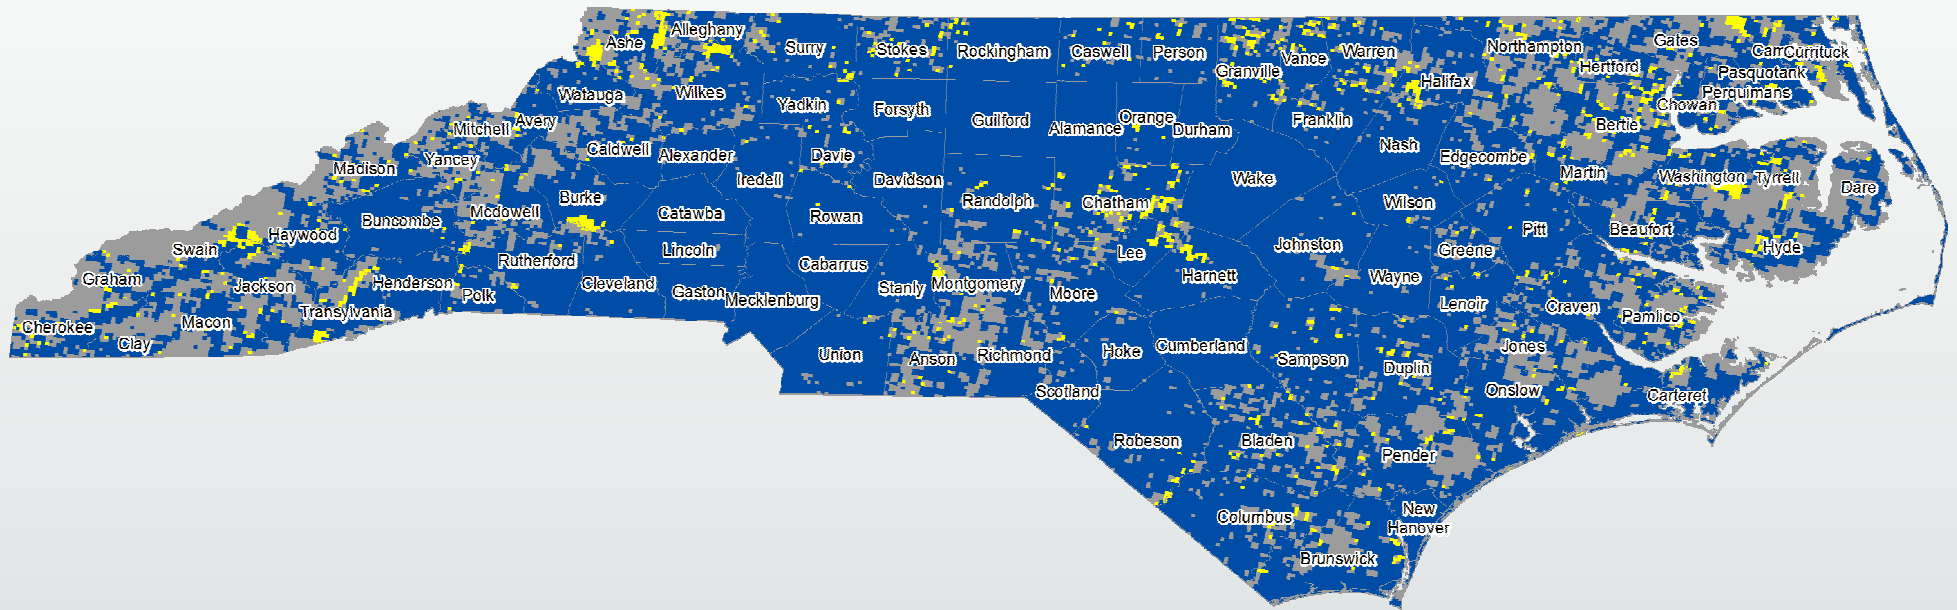 Ashe
Alleghany
Surry
Stokes
Rockingham
Caswell
Person
Granville
Vance
Warren
Halifax
Northampton
Gates
Hertford
Currituck
Pasquotank
Perquimans
Chowan
Bertie
Watauga
Wilkes
Yadkin
Forsyth
Guilford
Alamance
Orange
Durham
Franklin
Nash
Edgecombe
Martin
Washington
Tyrrell
Dare
Mitchell
Avery
Caldwell
Alexander
Davie
Iredell
Davidson
Madison
Yancey
Burke
Randolph
Chatham
Wake
Wilson
Pitt
Beaufort
Hyde
Buncombe
Mcdowell
Catawba
Rowan
Swain
Haywood
Rutherford
Lincoln
Cabarrus
Lee
Harnett
Johnston
Greene
Wayne
Graham
Jackson
Henderson
Polk
Cleveland
Gaston
Mecklenburg
Stanly
Montgomery
Moore
Lenoir
Craven
Pamlico
Cherokee
Macon
Transylvania
Clay
Union
Anson
Richmond
Hoke
Cumberland
Sampson
Duplin
Jones
Scotland
Onslow
Carteret
Robeson
Bladen
Pender
Columbus
New
Hanover
Brunswick